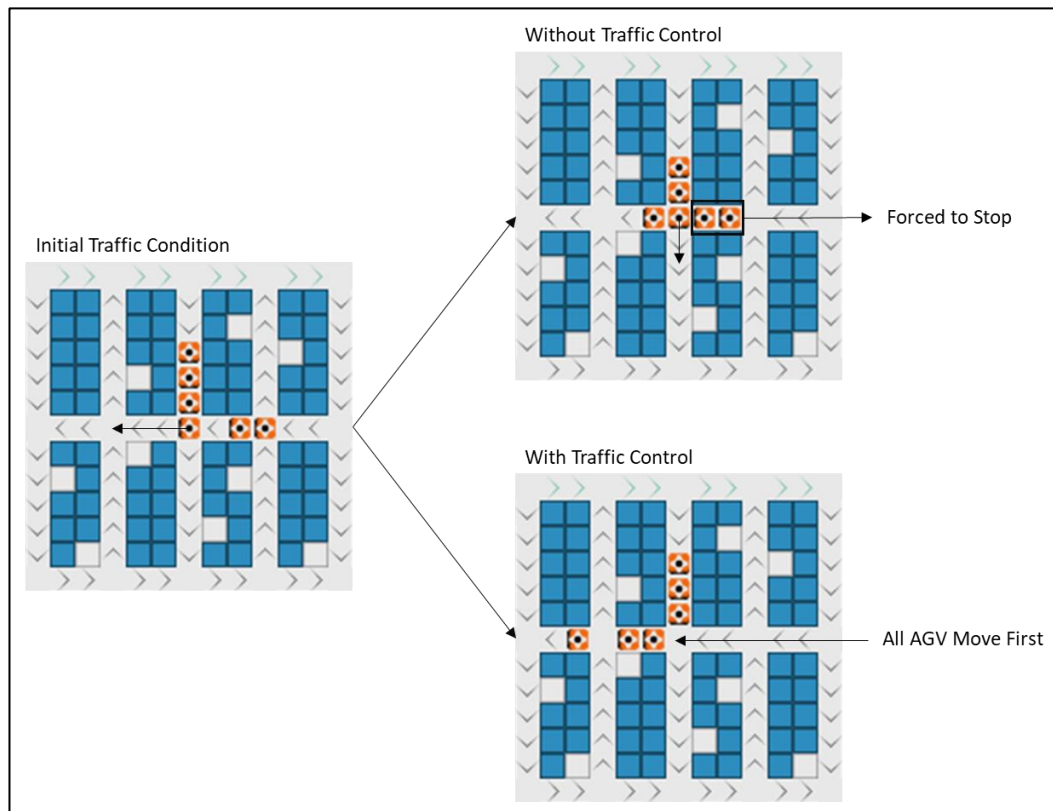 Without Traffic Control
Forced to Stop
Initial Traffic Condition
With Traffic Control
All AGV Move First